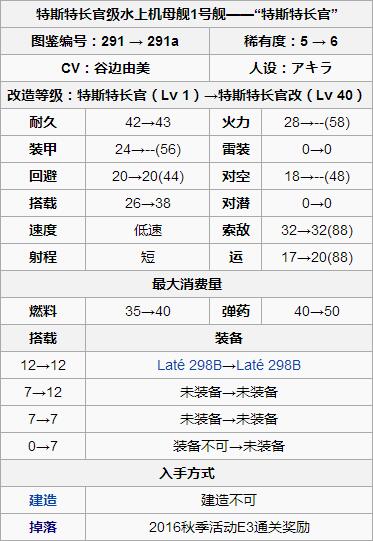 特斯特长官级水上机母舰1号舰——“特斯特长官”
图鉴编号：291 → 291a 稀有度：5 → 6
CV：谷边由美 人设：アキラ
改造等级：特斯特长官（Lv 1）→特斯特长官改（Lv 40）
耐久 42→43 火力 28→--(58)
装甲 24→--(56) 雷装 0→0
回避 20→20(44) 对空 18→--(48)
搭载 26→38 对潜 0→0
速度 低速 索敌 32→32(88)
射程 短 运 17→20(88)
最大消费量
燃料 35→40 弹药 40→50
搭载 装备
12→12 Laté 298B→Laté 298B
7→12 未装备→未装备
7→7 未装备→未装备
0→7 装备不可→未装备
入手方式
建造 建造不可
掉落 2016秋季活动E3通关奖励